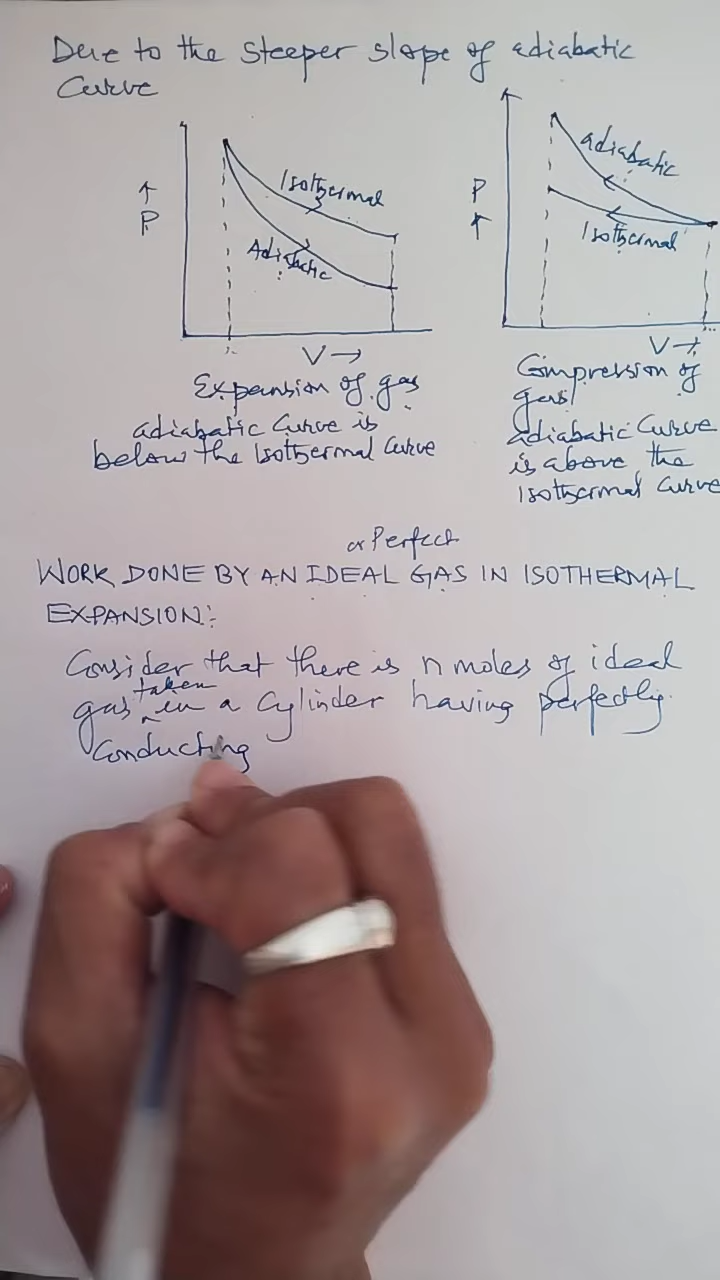 Due to the steeper slope of adiabatic
Curve
↑
P
Isothermal
Adiabatic
V →
Expansion of gas
adiabatic Curve is
below the Isothermal Curve
P
↑
adiabatic
Isothermal
V →
Compression of
gas
adiabatic Curve
is above the
Isothermal Curve
or Perfect
WORK DONE BY AN IDEAL GAS IN ISOTHERMAL
EXPANSION:
Consider that there is n moles of ideal
taken
gas in a Cylinder having perfectly
Conducting